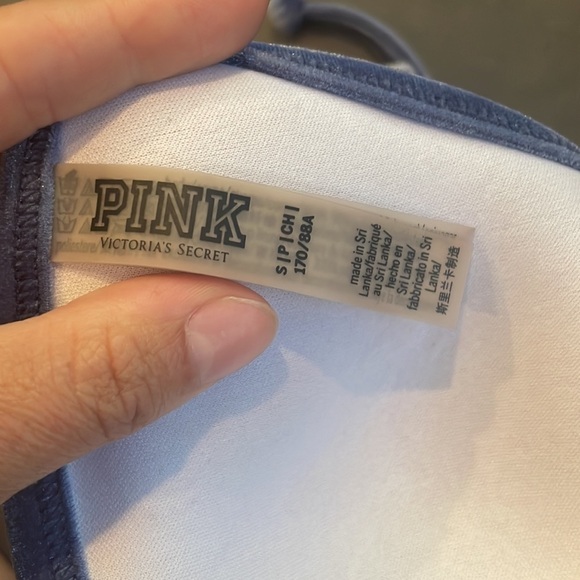 PINK
VICTORIA'S SECRET
S|P|CH|
170/88A
made in Sri
Lanka/fabriqué
au Sri Lanka/
hecho en
Sri Lanka/
fabbricato in Sri
Lanka/
斯里兰卡制造